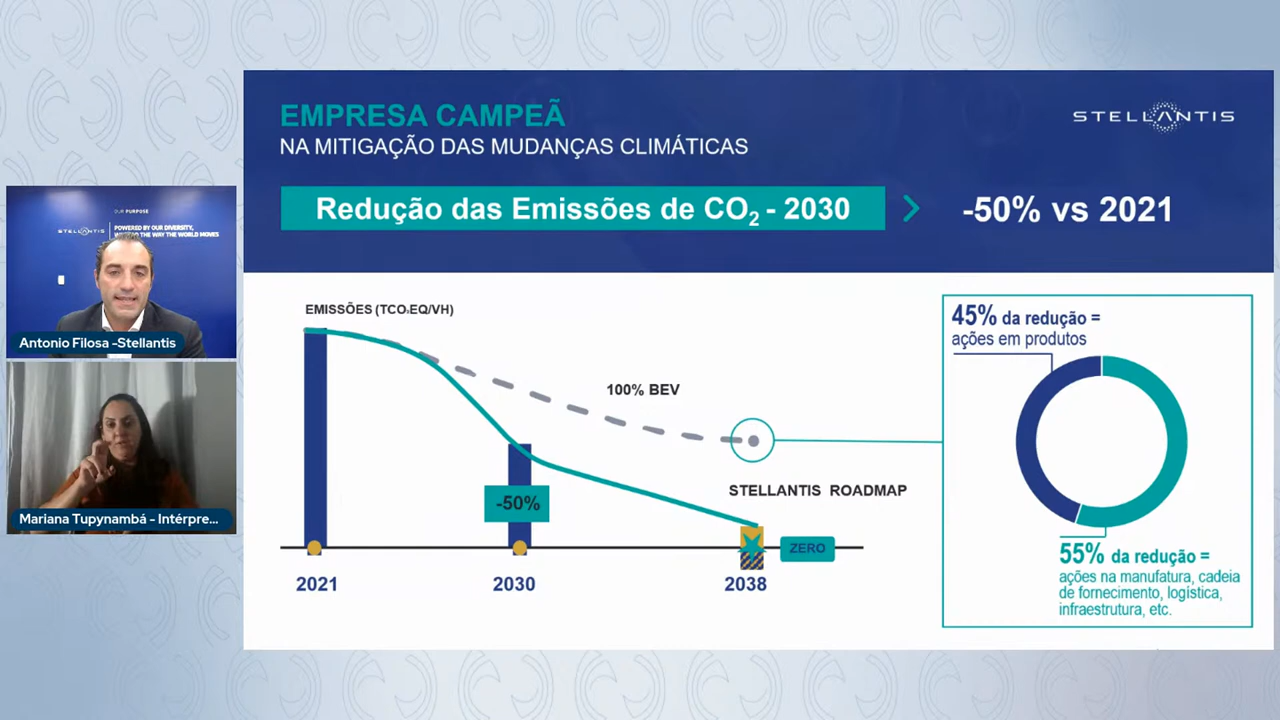 EMPRESA CAMPEÃ
NA MITIGAÇÃO DAS MUDANÇAS CLIMÁTICAS
STELLANTIS
Redução das Emissões de CO₂ - 2030
-50% vs 2021
OUR PURPOSE
STELLANTIS
POWERED BY OUR DIVERSITY,
THE WAY THE WORLD MOVES
Antonio Filosa -Stellantis
Mariana Tupynambá - Intérpre...
EMISSÕES (TCO₂EQ/VH)
100% BEV
STELLANTIS ROADMAP
-50%
ZERO
2021
2030
2038
45% da redução =
ações em produtos
55% da redução =
ações na manufatura, cadeia
de fornecimento, logística,
infraestrutura, etc.